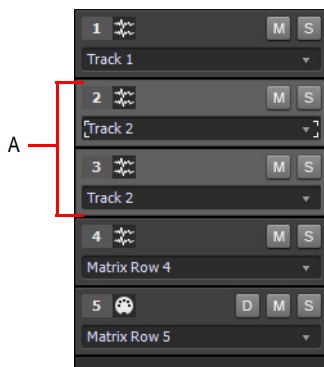 1 M S
Track 1
2 M S
Track 2
A
3 M S
Track 2
4 M S
Matrix Row 4
5 D M S
Matrix Row 5